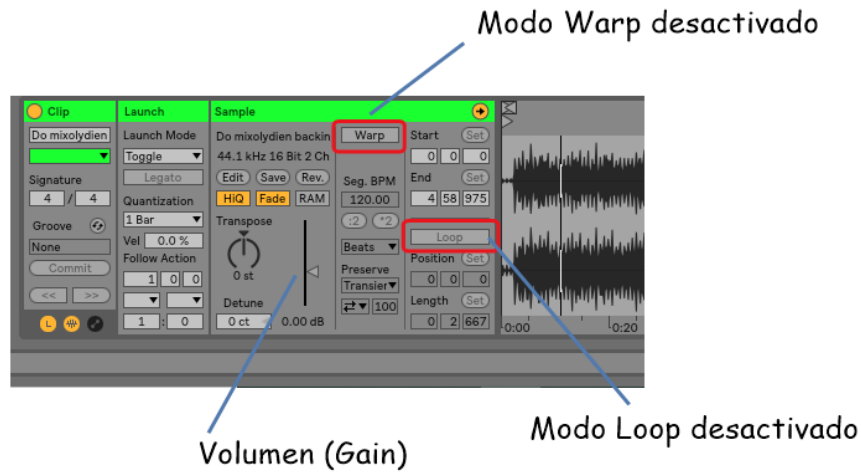 Modo Warp desactivado
Clip
Launch
Sample
Do mixolydien
Launch Mode
Do mixolydien backin
Warp
Start
Set
Toggle
44.1 kHz 16 Bit 2 Ch
0 0 0
Signature
Legato
Edit
Save
Rev.
Seg. BPM
End
Set
4 / 4
Quantization
HiQ
Fade
RAM
120.00
4 58 975
Groove
1 Bar
Transpose
:2
*2
Loop
None
Vel 0.0 %
Beats
Position
Set
Commit
Follow Action
0 st
Preserve
0 0 0
1 0 0
Transier
<<
>>
Detune
100
Length
Set
L
1 : 0
0 ct
0.00 dB
0 2 667
0:00
0:20
Volumen (Gain)
Modo Loop desactivado